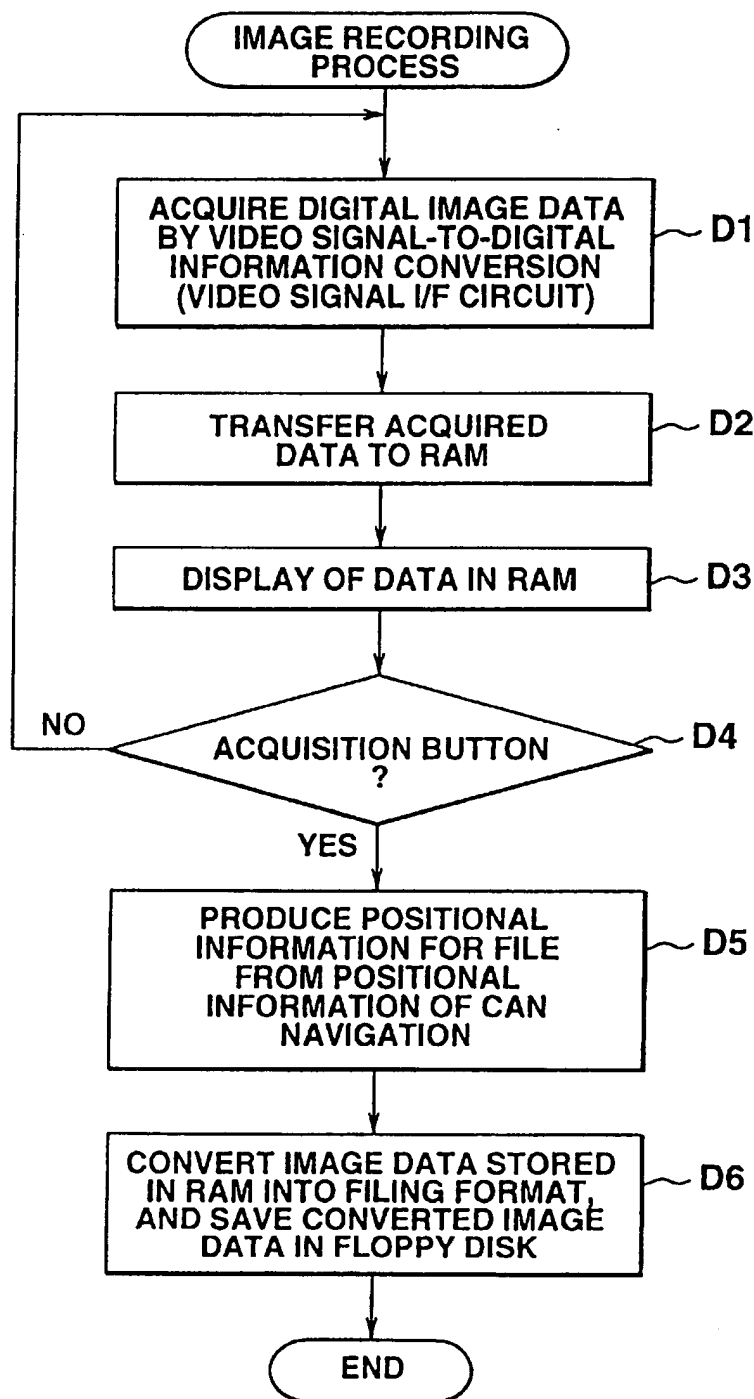 IMAGE RECORDING
PROCESS
ACQUIRE DIGITAL IMAGE DATA
BY VIDEO SIGNAL-TO-DIGITAL
INFORMATION CONVERSION
(VIDEO SIGNAL I/F CIRCUIT)
D1
TRANSFER ACQUIRED
DATA TO RAM
D2
DISPLAY OF DATA IN RAM
D3
NO
ACQUISITION BUTTON
?
D4
YES
PRODUCE POSITIONAL
INFORMATION FOR FILE
FROM POSITIONAL
INFORMATION OF CAN
NAVIGATION
D5
CONVERT IMAGE DATA STORED
IN RAM INTO FILING FORMAT,
AND SAVE CONVERTED IMAGE
DATA IN FLOPPY DISK
D6
END